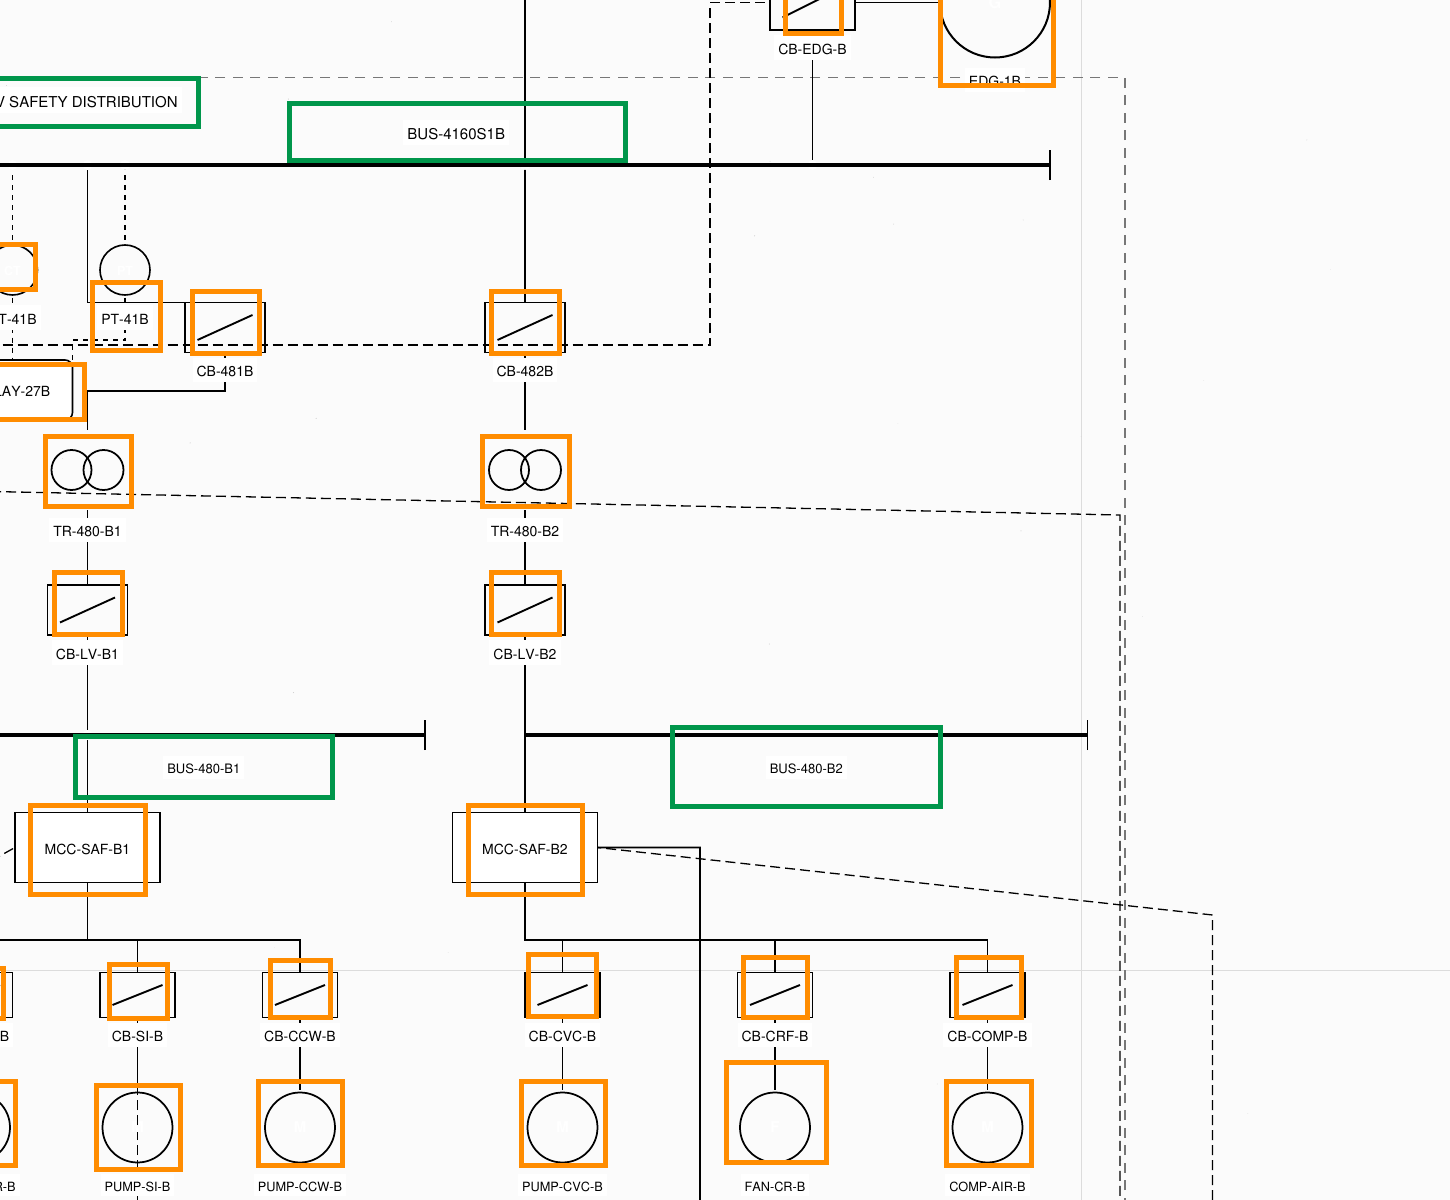 CB-EDG-B
EDG-1B
V SAFETY DISTRIBUTION
BUS-4160S1B
T-41B
PT-41B
CB-481B
CB-482B
LAY-27B
TR-480-B1
TR-480-B2
CB-LV-B1
CB-LV-B2
BUS-480-B1
BUS-480-B2
MCC-SAF-B1
MCC-SAF-B2
B
CB-SI-B
CB-CCW-B
CB-CVC-B
CB-CRF-B
CB-COMP-B
R-B
PUMP-SI-B
PUMP-CCW-B
PUMP-CVC-B
FAN-CR-B
COMP-AIR-B